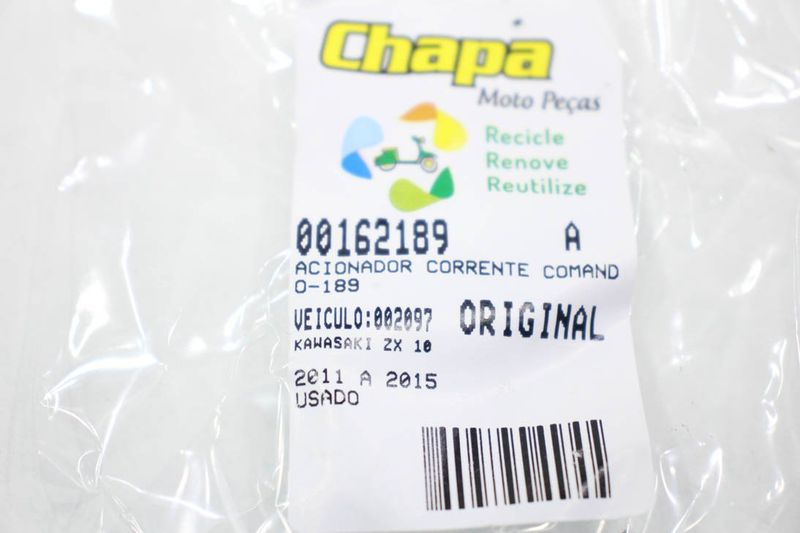 Chapa
Moto Peças
Recicle
Renove
Reutilize
00162189 A
ACIONADOR CORRENTE COMAND
O-189
VEICULO:002097 ORIGINAL
KAWASAKI ZX 10
2011 A 2015
USADO